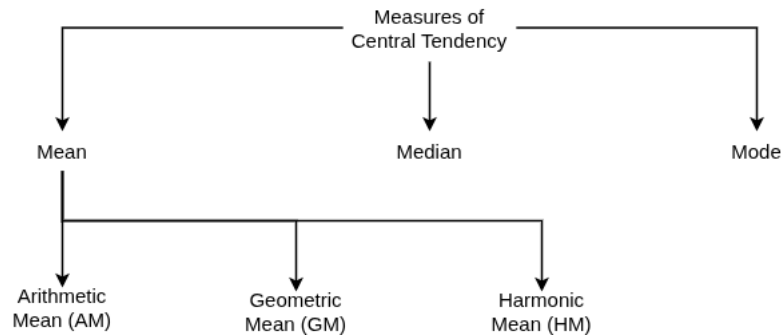 Measures of
Central Tendency
Mean
Median
Mode
Arithmetic
Mean (AM)
Geometric
Mean (GM)
Harmonic
Mean (HM)